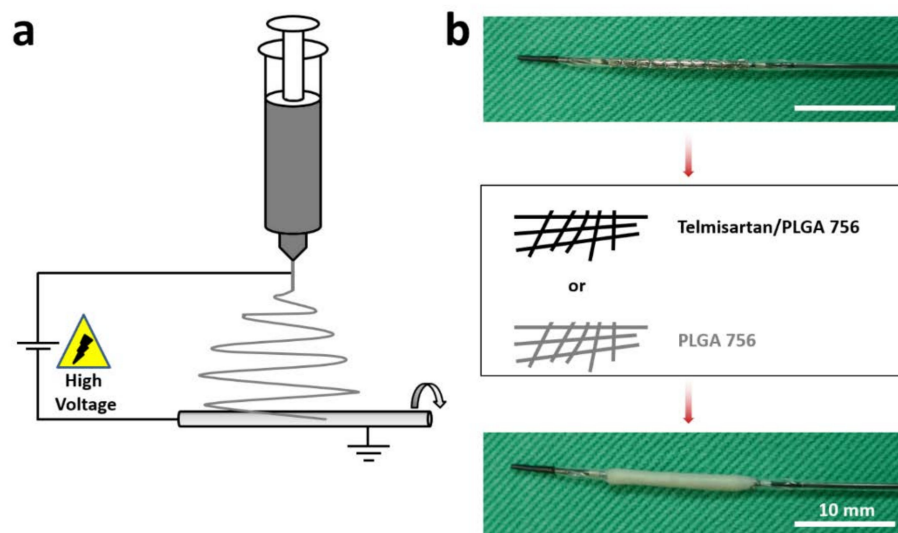 a
b
High
Voltage
Telmisartan/PLGA 756
or
PLGA 756
10 mm